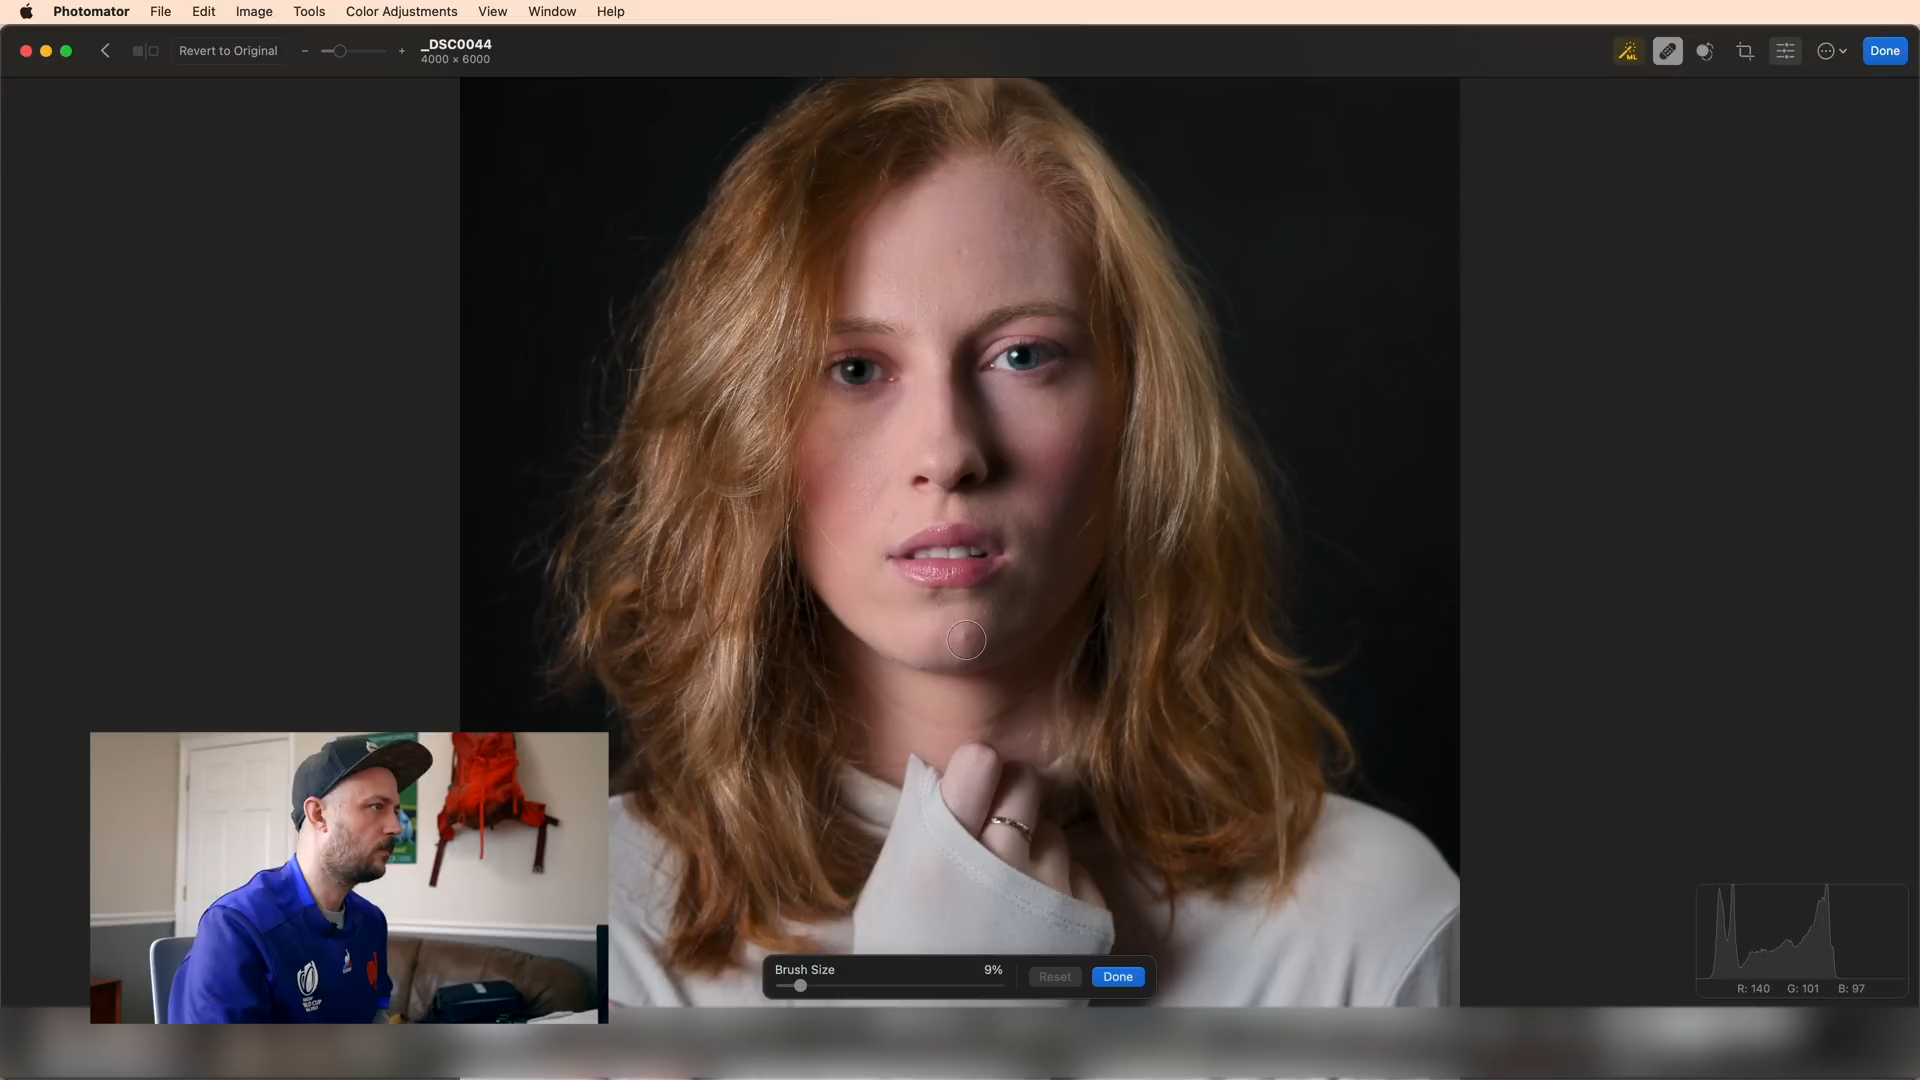 Photomator File Edit Image Tools Color Adjustments View Window Help
Revert to Original
_DSC0044
4000 × 6000
ML
Done
Brush Size 9%
Reset Done
R: 140 G: 101 B: 97